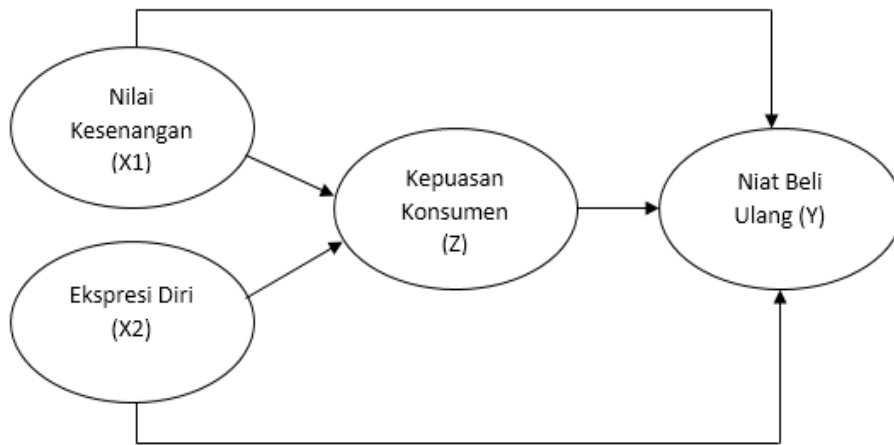 Nilai
Kesenangan
(X1)
Kepuasan
Konsumen
(Z)
Niat Beli
Ulang (Y)
Ekspresi Diri
(X2)